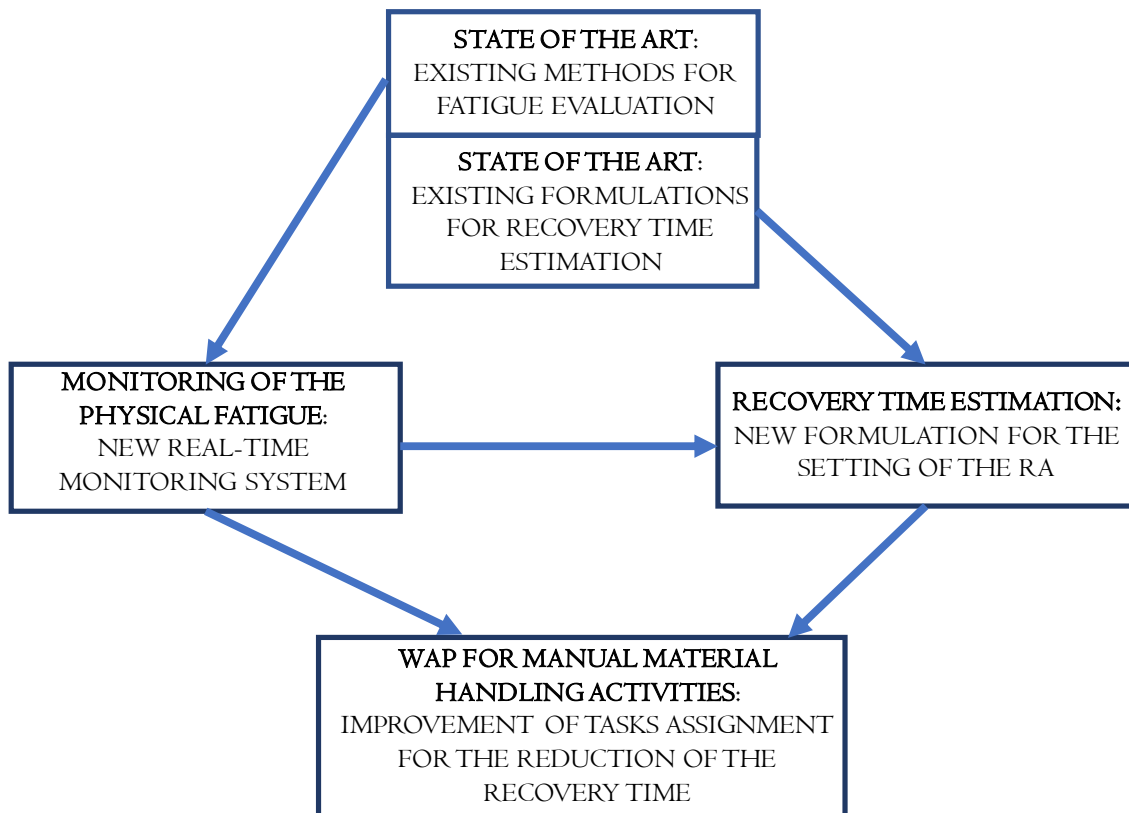 STATE OF THE ART:
EXISTING METHODS FOR
FATIGUE EVALUATION
STATE OF THE ART:
EXISTING FORMULATIONS
FOR RECOVERY TIME
ESTIMATION
MONITORING OF THE
PHYSICAL FATIGUE:
NEW REAL-TIME
MONITORING SYSTEM
RECOVERY TIME ESTIMATION:
NEW FORMULATION FOR THE
SETTING OF THE RA
WAP FOR MANUAL MATERIAL
HANDLING ACTIVITIES:
IMPROVEMENT OF TASKS ASSIGNMENT
FOR THE REDUCTION OF THE
RECOVERY TIME